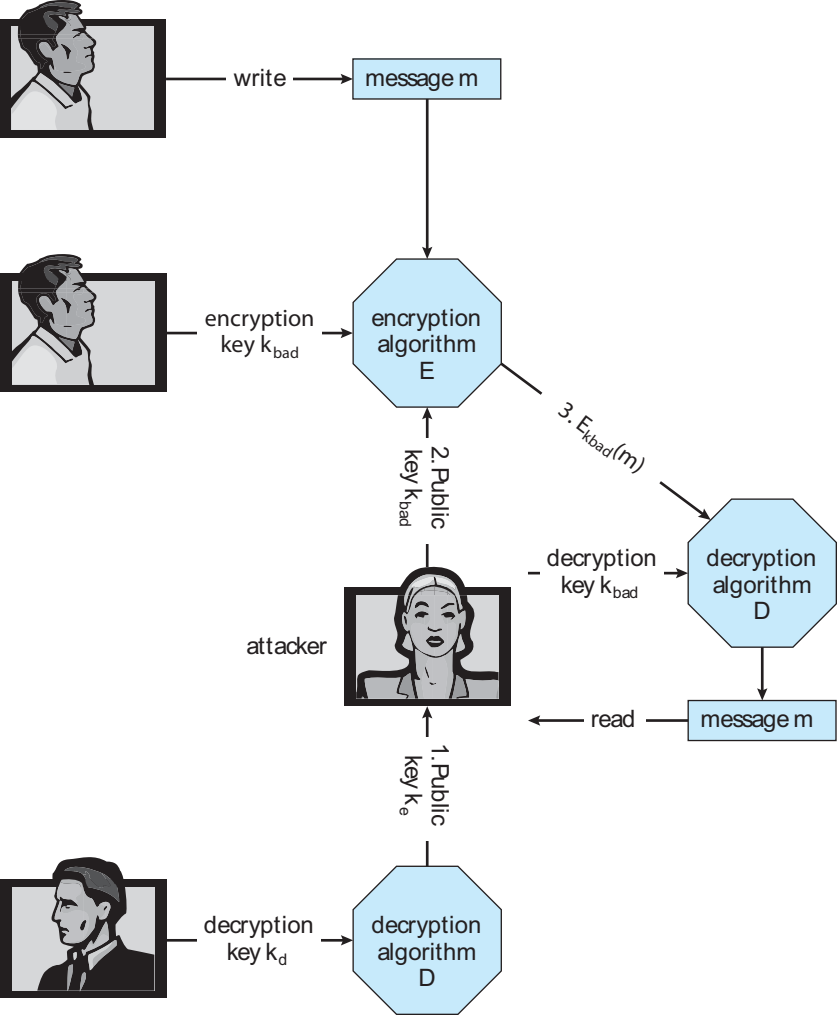 write
message m
encryption
key k_bad
encryption
algorithm
E
3. E_kbad(m)
2. Public
key k_bad
decryption
key k_bad
decryption
algorithm
D
attacker
read
message m
1. Public
key k_e
decryption
key k_d
decryption
algorithm
D